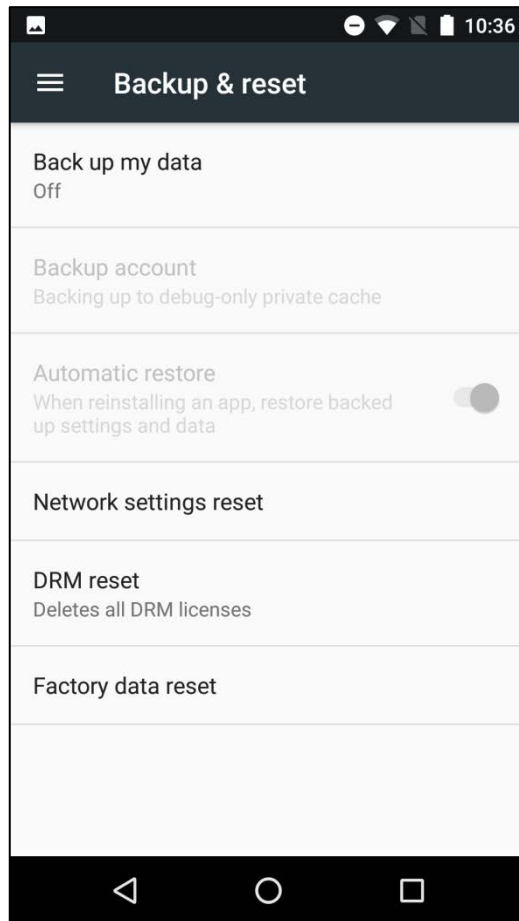 10:36
Backup & reset
Back up my data
Off
Backup account
Backing up to debug-only private cache
Automatic restore
When reinstalling an app, restore backed
up settings and data
Network settings reset
DRM reset
Deletes all DRM licenses
Factory data reset